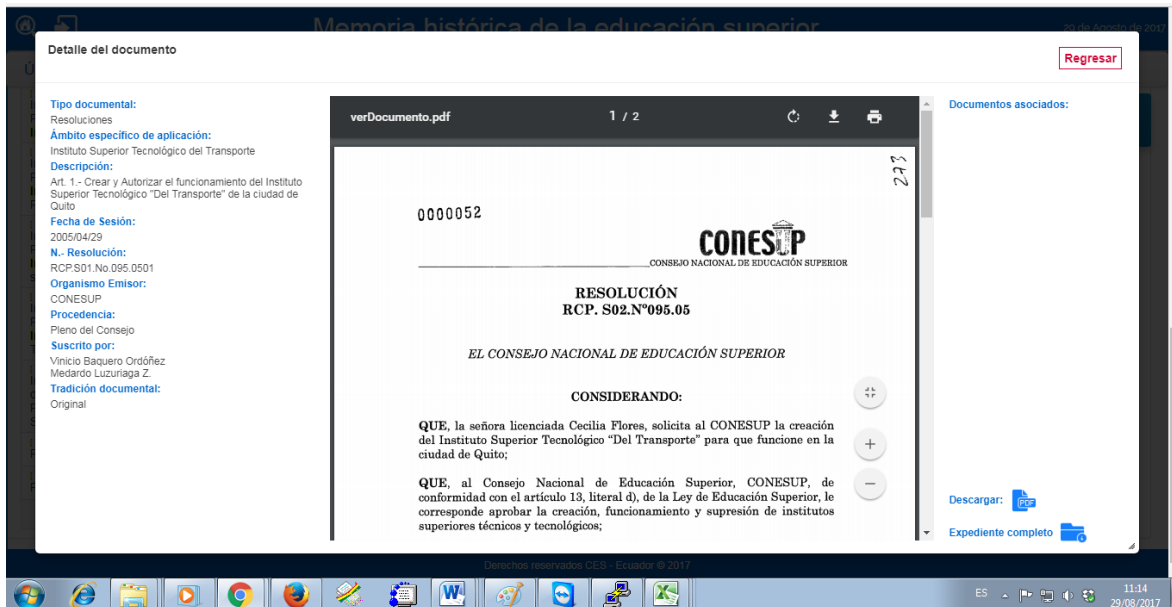 Memoria histórica de la educación superior
20 de Agosto de 2017
Detalle del documento
Regresar
Tipo documental:
Resoluciones
Ámbito específico de aplicación:
Instituto Superior Tecnológico del Transporte
Descripción:
Art. 1.- Crear y Autorizar el funcionamiento del Instituto
Superior Tecnológico "Del Transporte" de la ciudad de
Quito
Fecha de Sesión:
2005/04/29
N.- Resolución:
RCP.S01.No.095.0501
Organismo Emisor:
CONESUP
Procedencia:
Pleno del Consejo
Suscrito por:
Vinicio Baquero Ordóñez
Medardo Luzuriaga Z.
Tradición documental:
Original
verDocumento.pdf
1 / 2
273
0000052
CONESUP
CONSEJO NACIONAL DE EDUCACIÓN SUPERIOR
RESOLUCIÓN
RCP. S02.Nº095.05
EL CONSEJO NACIONAL DE EDUCACIÓN SUPERIOR
CONSIDERANDO:
QUE, la señora licenciada Cecilia Flores, solicita al CONESUP la creación
del Instituto Superior Tecnológico “Del Transporte” para que funcione en la
ciudad de Quito;
QUE, al Consejo Nacional de Educación Superior, CONESUP, de
conformidad con el artículo 13, literal d), de la Ley de Educación Superior, le
corresponde aprobar la creación, funcionamiento y supresión de institutos
superiores técnicos y tecnológicos;
Documentos asociados:
Descargar:
PDF
Expediente completo
Derechos reservados CES - Ecuador © 2017
ES
11:14
29/08/2017